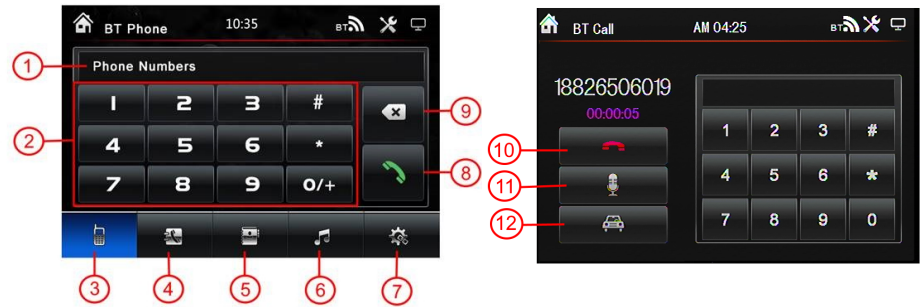 BT Phone 10:35 BT
1 Phone Numbers
1 2 3 #
4 5 6 *
7 8 9 0/+
2
9
8
3 4 5 6 7
BT Call AM 04:25 BT
18826506019
00:00:05
10
11
12
1 2 3 #
4 5 6 *
7 8 9 0